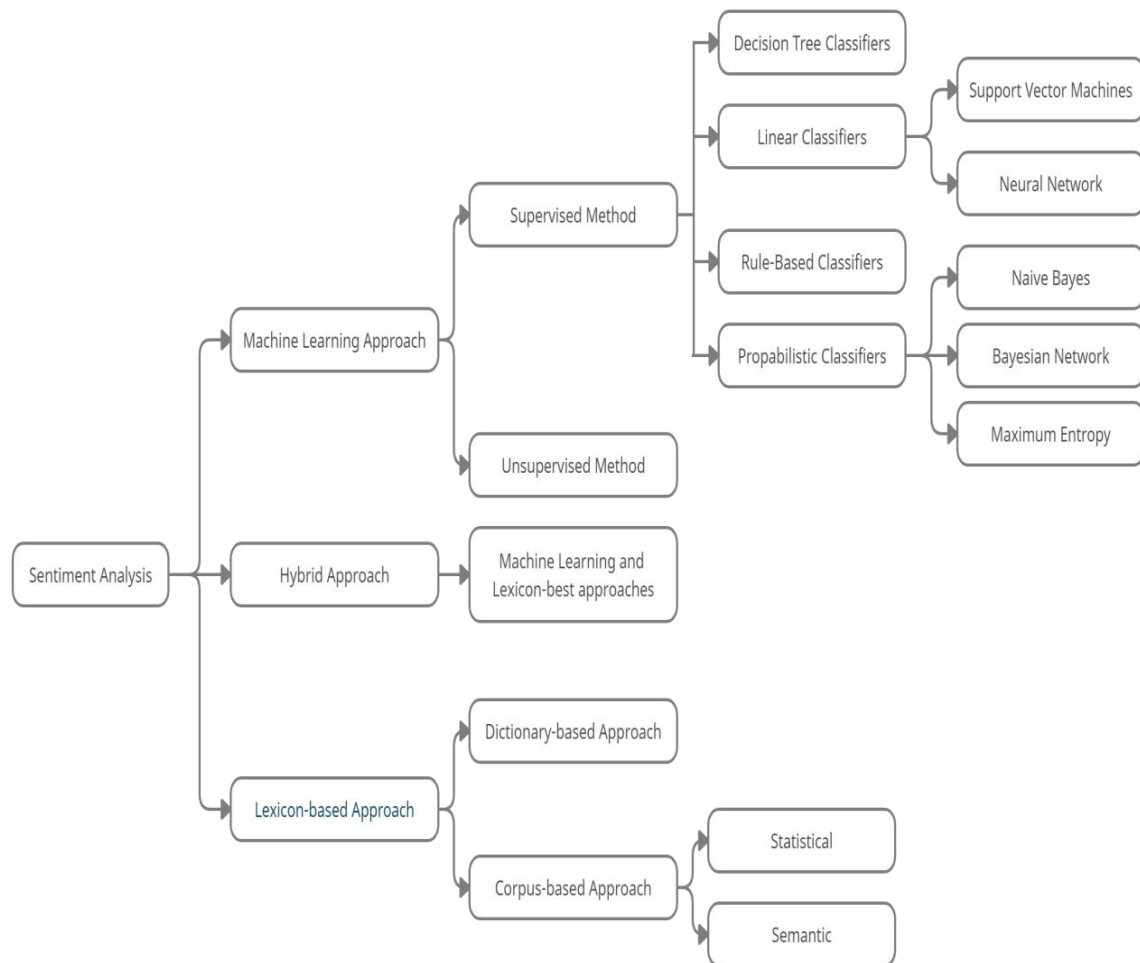 Decision Tree Classifiers
Support Vector Machines
Linear Classifiers
Neural Network
Supervised Method
Rule-Based Classifiers
Naive Bayes
Machine Learning Approach
Propabilistic Classifiers
Bayesian Network
Maximum Entropy
Unsupervised Method
Sentiment Analysis
Hybrid Approach
Machine Learning and
Lexicon-best approaches
Dictionary-based Approach
Lexicon-based Approach
Statistical
Corpus-based Approach
Semantic